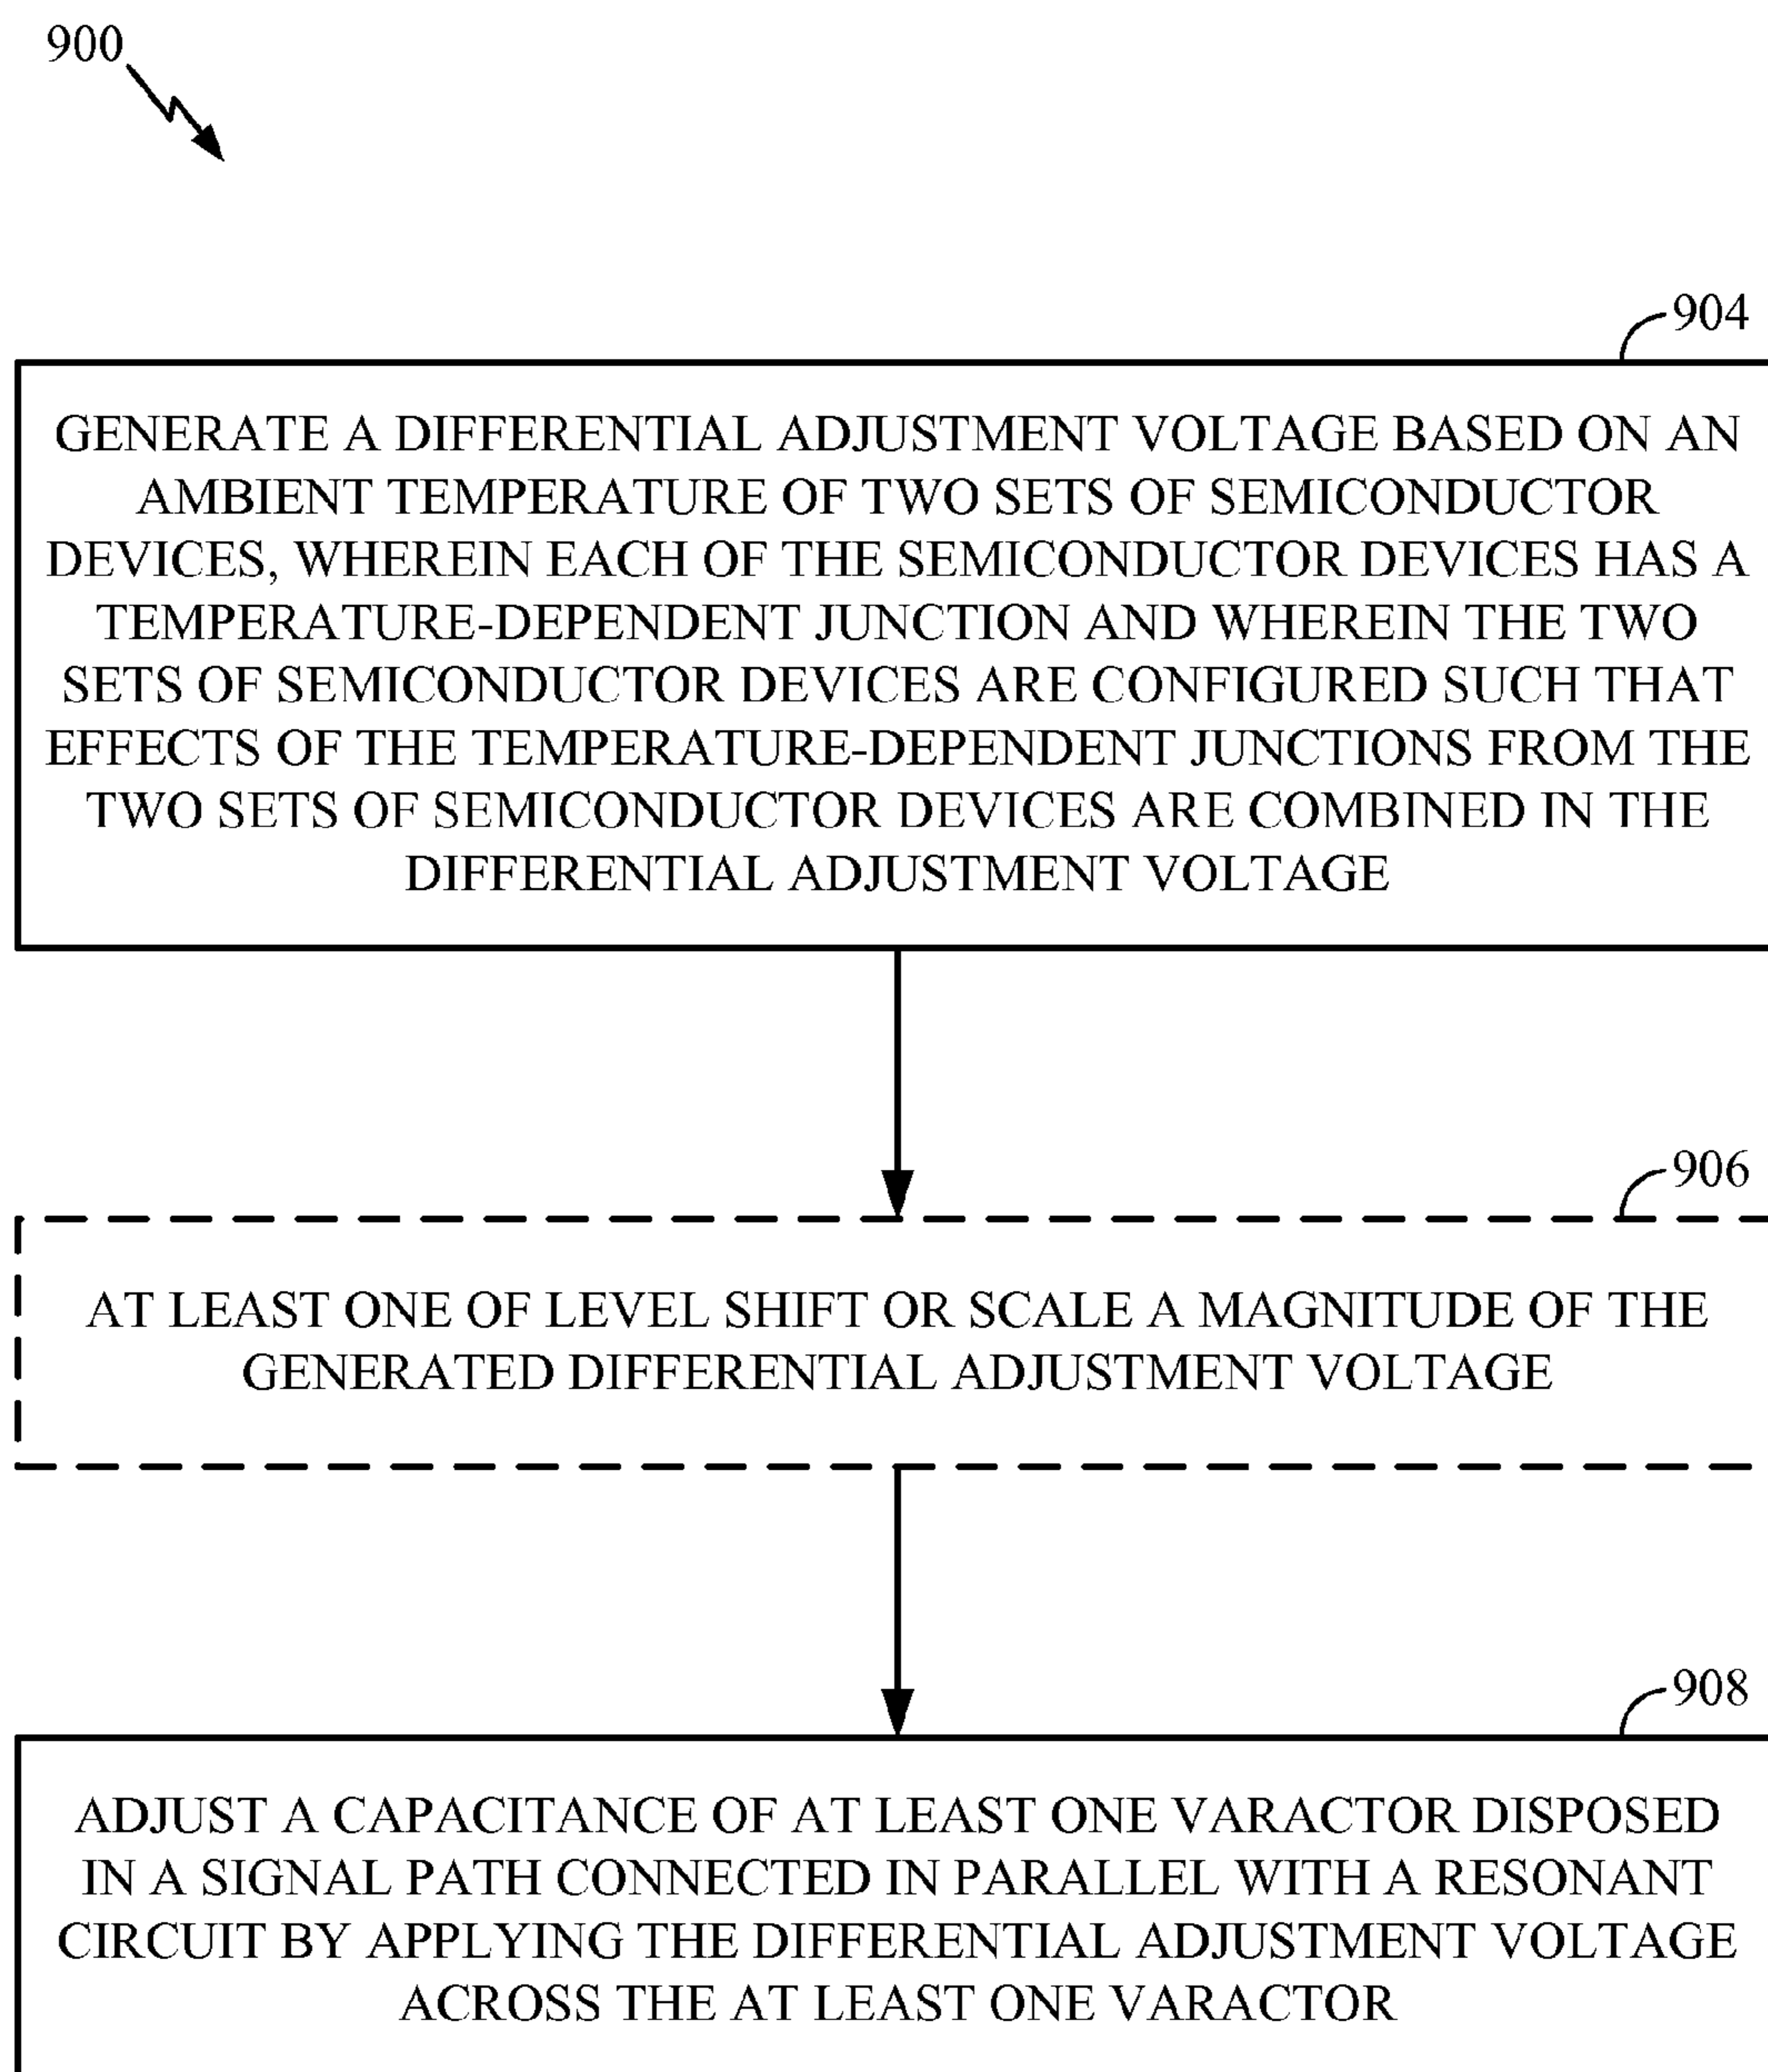 900
904
GENERATE A DIFFERENTIAL ADJUSTMENT VOLTAGE BASED ON AN
AMBIENT TEMPERATURE OF TWO SETS OF SEMICONDUCTOR
DEVICES, WHEREIN EACH OF THE SEMICONDUCTOR DEVICES HAS A
TEMPERATURE-DEPENDENT JUNCTION AND WHEREIN THE TWO
SETS OF SEMICONDUCTOR DEVICES ARE CONFIGURED SUCH THAT
EFFECTS OF THE TEMPERATURE-DEPENDENT JUNCTIONS FROM THE
TWO SETS OF SEMICONDUCTOR DEVICES ARE COMBINED IN THE
DIFFERENTIAL ADJUSTMENT VOLTAGE
906
AT LEAST ONE OF LEVEL SHIFT OR SCALE A MAGNITUDE OF THE
GENERATED DIFFERENTIAL ADJUSTMENT VOLTAGE
908
ADJUST A CAPACITANCE OF AT LEAST ONE VARACTOR DISPOSED
IN A SIGNAL PATH CONNECTED IN PARALLEL WITH A RESONANT
CIRCUIT BY APPLYING THE DIFFERENTIAL ADJUSTMENT VOLTAGE
ACROSS THE AT LEAST ONE VARACTOR